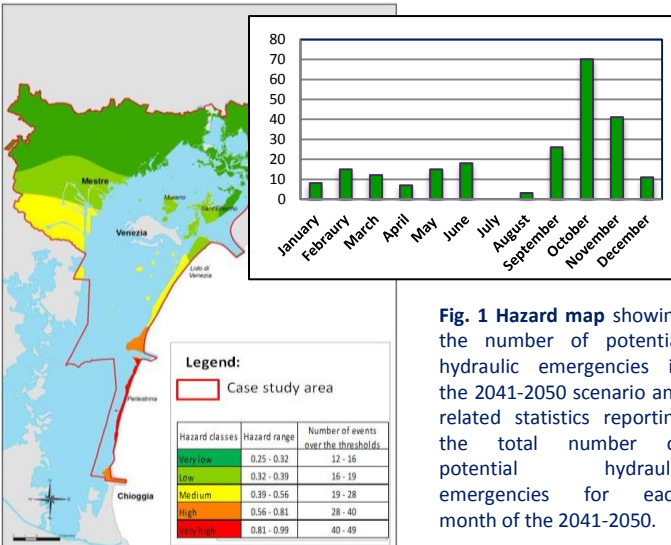 80
70
60
50
40
30
20
10
0
January
Febraury
March
April
May
June
July
August
September
October
November
December
Mestre
Murano
Sant'Erasmo
Venezia
Lido di
Venezia
Pellestrina
Chioggia
Legend:
Case study area
Hazard classes Hazard range Number of events
over the thresholds
Very low 0.25 - 0.32 12 - 16
Low 0.32 - 0.39 16 - 19
Medium 0.39 - 0.56 19 - 28
High 0.56 - 0.81 28 - 40
Very high 0.81 - 0.99 40 - 49
Fig. 1 Hazard map showin
the number of potentia
hydraulic emergencies i
the 2041-2050 scenario an
related statistics reportin
the total number o
potential hydraul
emergencies for eac
month of the 2041-2050.